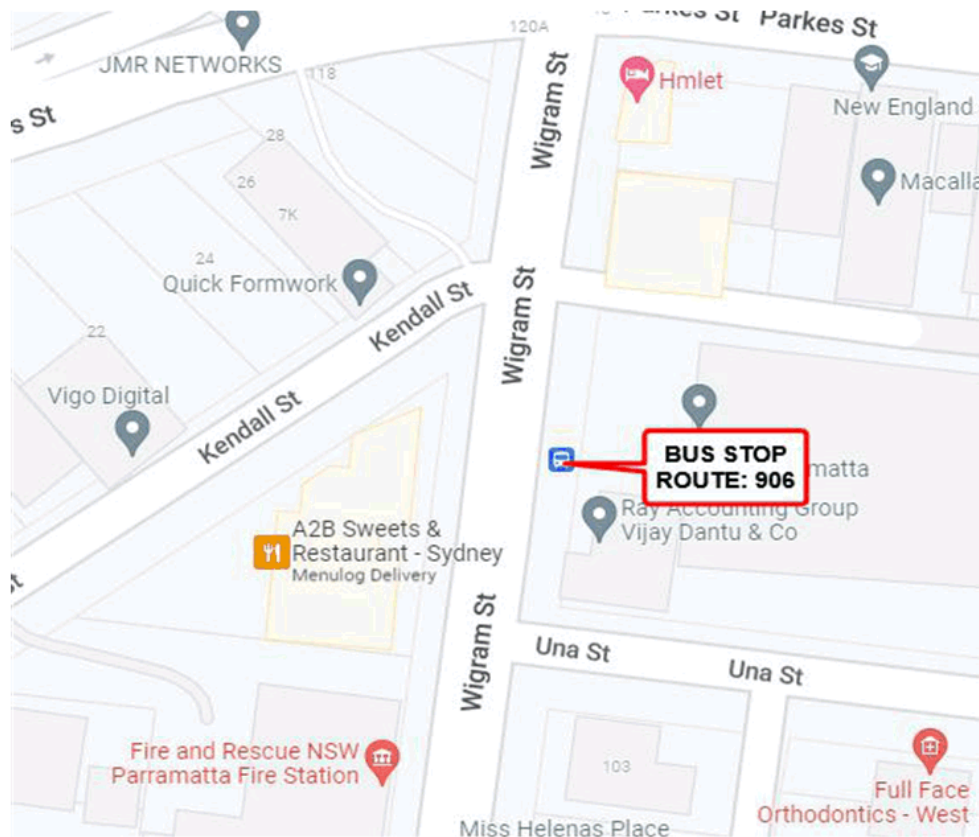 120A
Parkes St
Parkes St
JMR NETWORKS
118
Hmlet
s St
Wigram St
New England
28
26
7K
Macalla
24
Quick Formwork
Kendall St
Wigram St
22
Vigo Digital
Kendall St
BUS STOP
ROUTE: 906
matta
Ray Accounting Group
Vijay Dantu & Co
A2B Sweets &
Restaurant - Sydney
Menulog Delivery
St
Wigram St
Una St
Una St
Fire and Rescue NSW
Parramatta Fire Station
103
Full Face
Orthodontics - West
Miss Helenas Place